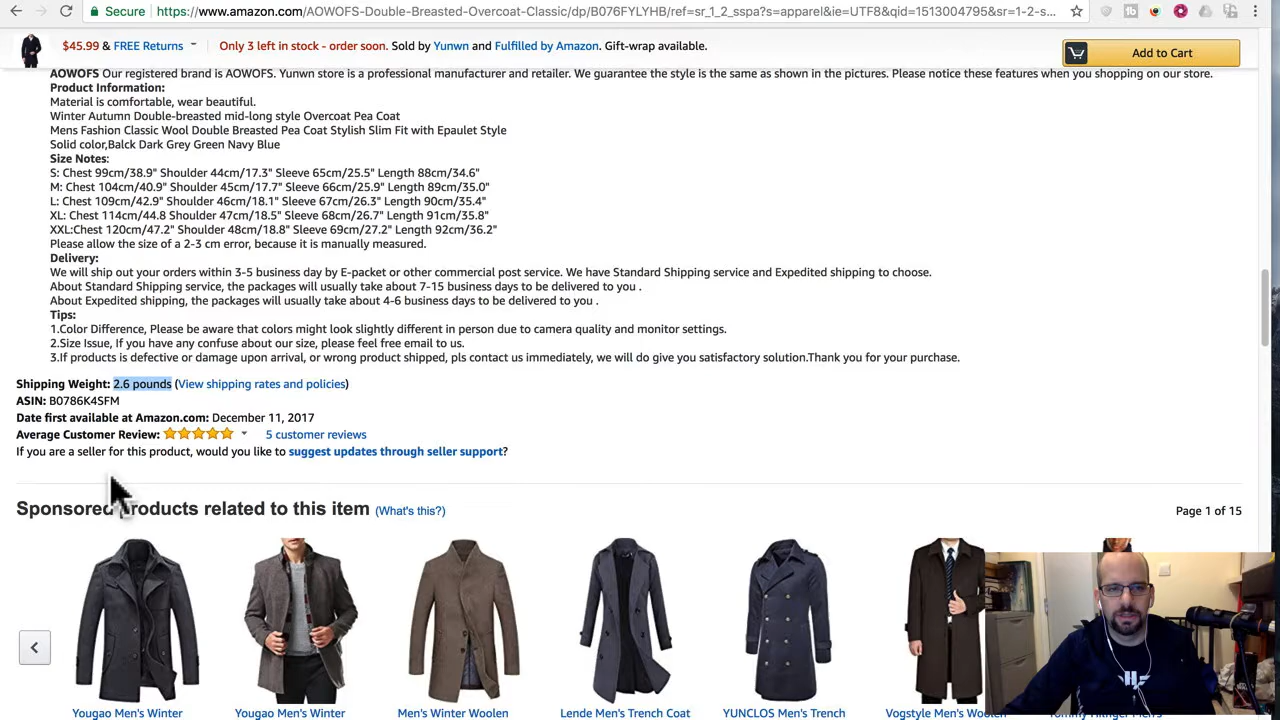 Secure https://www.amazon.com/AOWOFS-Double-Breasted-Overcoat-Classic/dp/B076FYLYHB/ref=sr_1_2_sspa?s=apparel&ie=UTF8&qid=1513004795&sr=1-2-s...
$45.99 & FREE Returns Only 3 left in stock - order soon. Sold by Yunwn and Fulfilled by Amazon. Gift-wrap available.
Add to Cart
AOWOFS Our registered brand is AOWOFS. Yunwn store is a professional manufacturer and retailer. We guarantee the style is the same as shown in the pictures. Please notice these features when you shopping on our store.
Product Information:
Material is comfortable, wear beautiful.
Winter Autumn Double-breasted mid-long style Overcoat Pea Coat
Mens Fashion Classic Wool Double Breasted Pea Coat Stylish Slim Fit with Epaulet Style
Solid color,Balck Dark Grey Green Navy Blue
Size Notes:
S: Chest 99cm/38.9" Shoulder 44cm/17.3" Sleeve 65cm/25.5" Length 88cm/34.6"
M: Chest 104cm/40.9" Shoulder 45cm/17.7" Sleeve 66cm/25.9" Length 89cm/35.0"
L: Chest 109cm/42.9" Shoulder 46cm/18.1" Sleeve 67cm/26.3" Length 90cm/35.4"
XL: Chest 114cm/44.8 Shoulder 47cm/18.5" Sleeve 68cm/26.7" Length 91cm/35.8"
XXL:Chest 120cm/47.2" Shoulder 48cm/18.8" Sleeve 69cm/27.2" Length 92cm/36.2"
Please allow the size of a 2-3 cm error, because it is manually measured.
Delivery:
We will ship out your orders within 3-5 business day by E-packet or other commercial post service. We have Standard Shipping service and Expedited shipping to choose.
About Standard Shipping service, the packages will usually take about 7-15 business days to be delivered to you .
About Expedited shipping, the packages will usually take about 4-6 business days to be delivered to you .
Tips:
1.Color Difference, Please be aware that colors might look slightly different in person due to camera quality and monitor settings.
2.Size Issue, If you have any confuse about our size, please feel free email to us.
3.If products is defective or damage upon arrival, or wrong product shipped, pls contact us immediately, we will do give you satisfactory solution.Thank you for your purchase.
Shipping Weight: 2.6 pounds (View shipping rates and policies)
ASIN: B0786K4SFM
Date first available at Amazon.com: December 11, 2017
Average Customer Review: 5 customer reviews
If you are a seller for this product, would you like to suggest updates through seller support?
Sponsored Products related to this item (What's this?)
Page 1 of 15
Yougao Men's Winter
Yougao Men's Winter
Men's Winter Woolen
Lende Men's Trench Coat
YUNCLOS Men's Trench
Vogstyle Men's Woolen
Tommy Hilfiger Men's